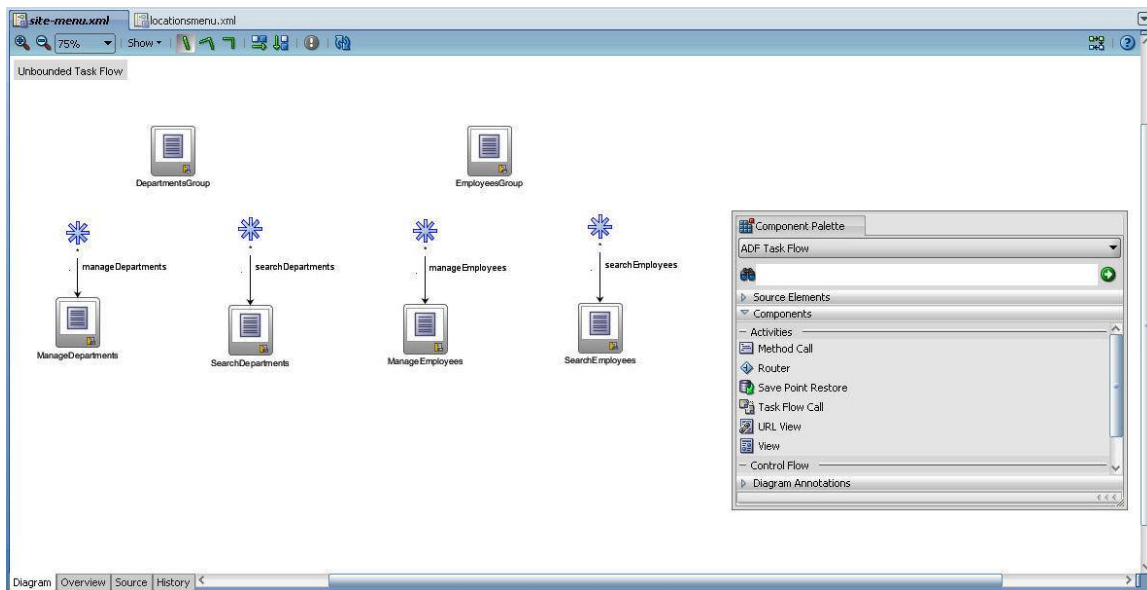 site-menu.xml locationsmenu.xml
75% Show
Unbounded Task Flow
DepartmentsGroup EmployeesGroup
manageDepartments searchDepartments manageEmployees searchEmployees
ManageDepartments SearchDepartments ManageEmployees SearchEmployees
Component Palette
ADF Task Flow
Source Elements
Components
Activities
Method Call
Router
Save Point Restore
Task Flow Call
URL View
View
Control Flow
Diagram Annotations
Diagram Overview Source History